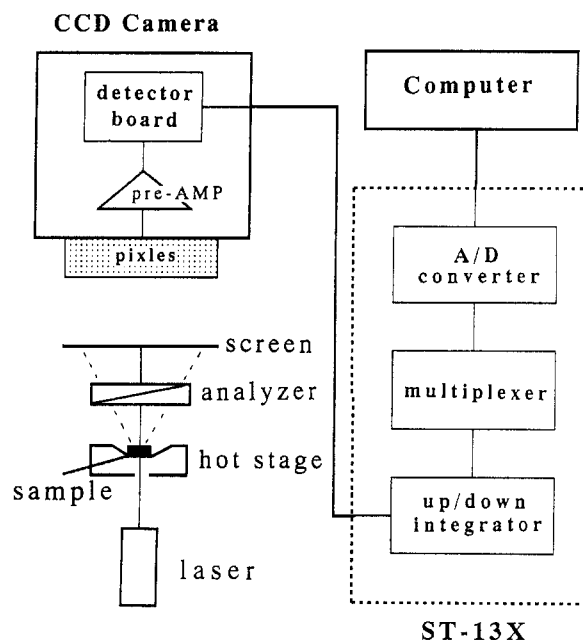 CCD Camera
detector
board
pre-AMP
pixles
screen
analyzer
hot stage
sample
laser
Computer
A/D
converter
multiplexer
up/down
integrator
ST-13X